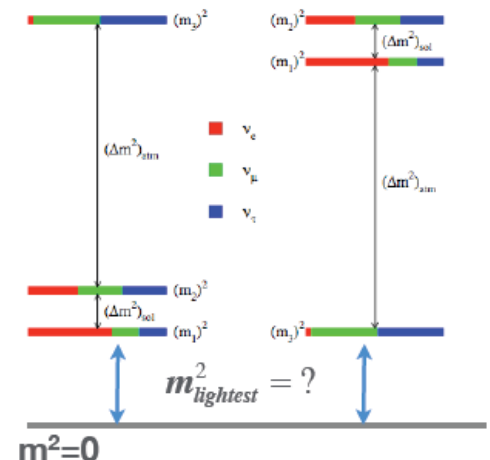 (m₃)² (m₂)²
(Δm²)sol
(m₁)²
νe
(Δm²)atm νμ
(Δm²)atm
ντ
(m₂)²
(Δm²)sol
(m₁)² (m₃)²
m²lightest = ?
m²=0